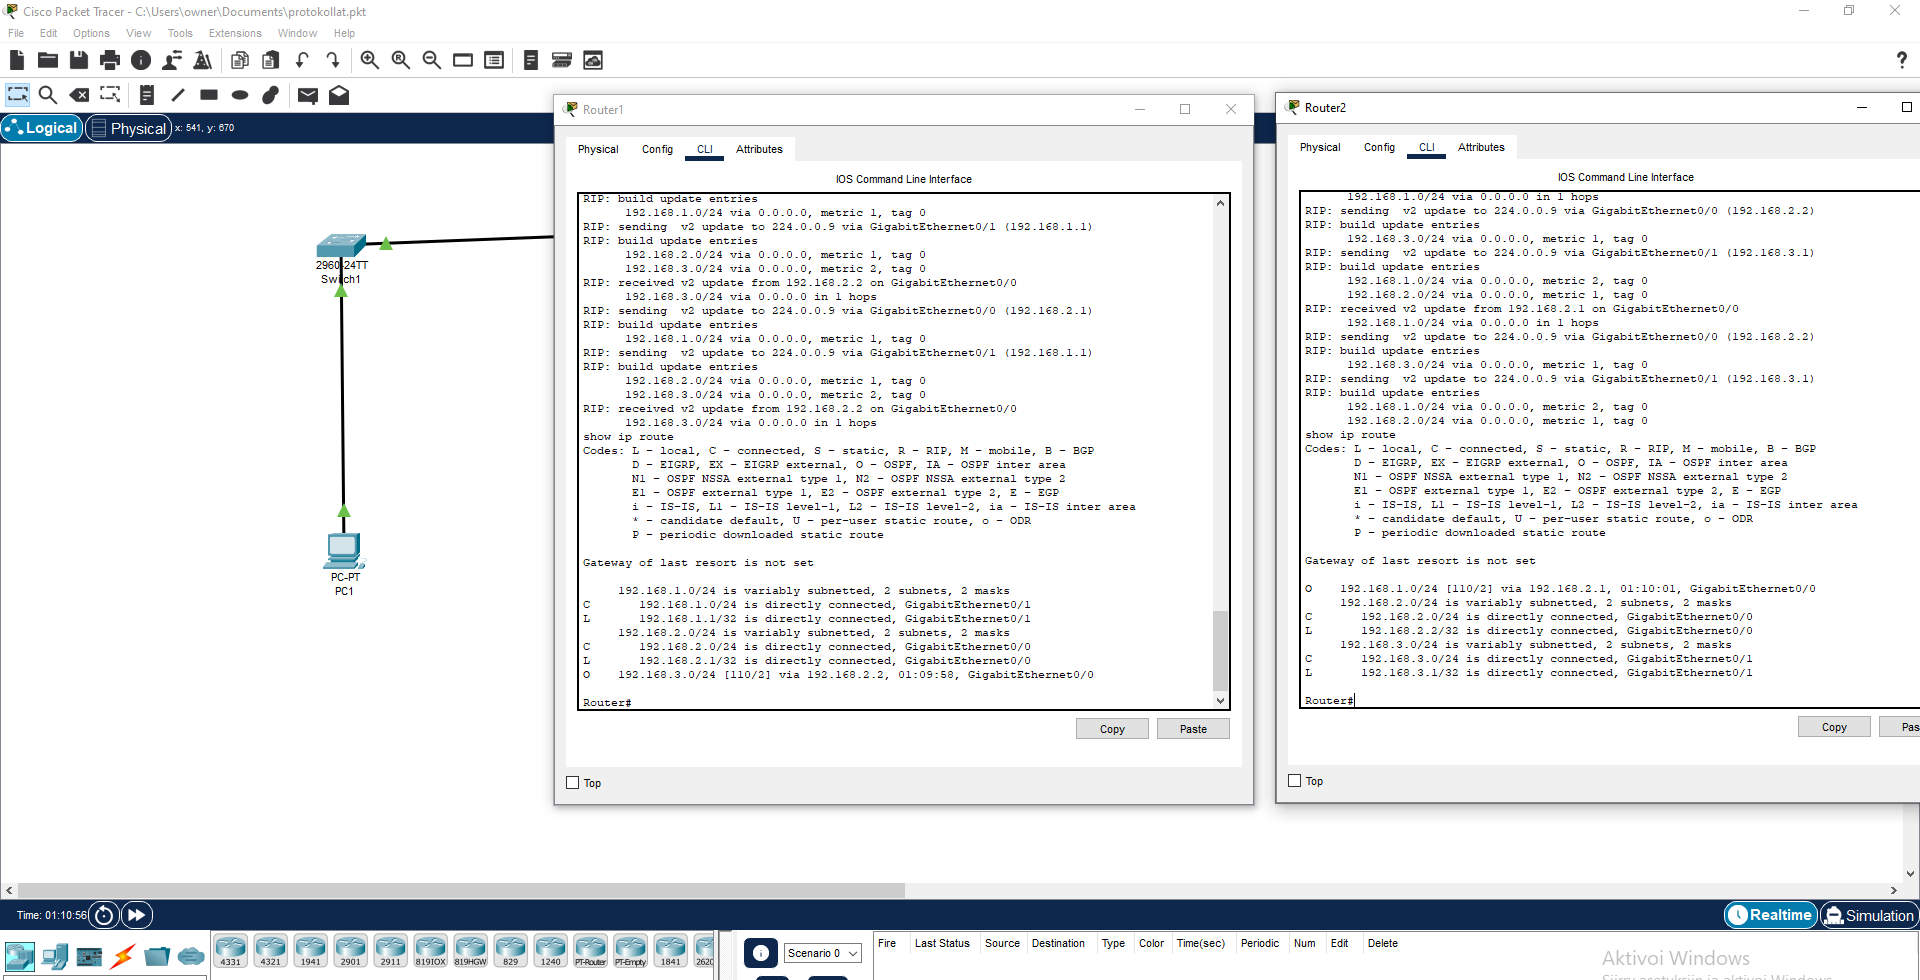 Cisco Packet Tracer - C:\Users\owner\Documents\protokollat.pkt
File Edit Options View Tools Extensions Window Help
Logical Physical x: 541, y: 670
2960-24TT
Switch1
PC-PT
PC1
Router1
Physical Config CLI Attributes
IOS Command Line Interface
RIP: build update entries
192.168.1.0/24 via 0.0.0.0, metric 1, tag 0
RIP: sending v2 update to 224.0.0.9 via GigabitEthernet0/1 (192.168.1.1)
RIP: build update entries
192.168.2.0/24 via 0.0.0.0, metric 1, tag 0
192.168.3.0/24 via 0.0.0.0, metric 2, tag 0
RIP: received v2 update from 192.168.2.2 on GigabitEthernet0/0
192.168.3.0/24 via 0.0.0.0 in 1 hops
RIP: sending v2 update to 224.0.0.9 via GigabitEthernet0/0 (192.168.2.1)
RIP: build update entries
192.168.1.0/24 via 0.0.0.0, metric 1, tag 0
RIP: sending v2 update to 224.0.0.9 via GigabitEthernet0/1 (192.168.1.1)
RIP: build update entries
192.168.2.0/24 via 0.0.0.0, metric 1, tag 0
192.168.3.0/24 via 0.0.0.0, metric 2, tag 0
RIP: received v2 update from 192.168.2.2 on GigabitEthernet0/0
192.168.3.0/24 via 0.0.0.0 in 1 hops
show ip route
Codes: L - local, C - connected, S - static, R - RIP, M - mobile, B - BGP
D - EIGRP, EX - EIGRP external, O - OSPF, IA - OSPF inter area
N1 - OSPF NSSA external type 1, N2 - OSPF NSSA external type 2
E1 - OSPF external type 1, E2 - OSPF external type 2, E - EGP
i - IS-IS, L1 - IS-IS level-1, L2 - IS-IS level-2, ia - IS-IS inter area
* - candidate default, U - per-user static route, o - ODR
P - periodic downloaded static route
Gateway of last resort is not set
192.168.1.0/24 is variably subnetted, 2 subnets, 2 masks
C 192.168.1.0/24 is directly connected, GigabitEthernet0/1
L 192.168.1.1/32 is directly connected, GigabitEthernet0/1
192.168.2.0/24 is variably subnetted, 2 subnets, 2 masks
C 192.168.2.0/24 is directly connected, GigabitEthernet0/0
L 192.168.2.1/32 is directly connected, GigabitEthernet0/0
O 192.168.3.0/24 [110/2] via 192.168.2.2, 01:09:58, GigabitEthernet0/0
Router#
Copy Paste
Top
Router2
Physical Config CLI Attributes
IOS Command Line Interface
192.168.1.0/24 via 0.0.0.0 in 1 hops
RIP: sending v2 update to 224.0.0.9 via GigabitEthernet0/0 (192.168.2.2)
RIP: build update entries
192.168.3.0/24 via 0.0.0.0, metric 1, tag 0
RIP: sending v2 update to 224.0.0.9 via GigabitEthernet0/1 (192.168.3.1)
RIP: build update entries
192.168.1.0/24 via 0.0.0.0, metric 2, tag 0
192.168.2.0/24 via 0.0.0.0, metric 1, tag 0
RIP: received v2 update from 192.168.2.1 on GigabitEthernet0/0
192.168.1.0/24 via 0.0.0.0 in 1 hops
RIP: sending v2 update to 224.0.0.9 via GigabitEthernet0/0 (192.168.2.2)
RIP: build update entries
192.168.3.0/24 via 0.0.0.0, metric 1, tag 0
RIP: sending v2 update to 224.0.0.9 via GigabitEthernet0/1 (192.168.3.1)
RIP: build update entries
192.168.1.0/24 via 0.0.0.0, metric 2, tag 0
192.168.2.0/24 via 0.0.0.0, metric 1, tag 0
show ip route
Codes: L - local, C - connected, S - static, R - RIP, M - mobile, B - BGP
D - EIGRP, EX - EIGRP external, O - OSPF, IA - OSPF inter area
N1 - OSPF NSSA external type 1, N2 - OSPF NSSA external type 2
E1 - OSPF external type 1, E2 - OSPF external type 2, E - EGP
i - IS-IS, L1 - IS-IS level-1, L2 - IS-IS level-2, ia - IS-IS inter area
* - candidate default, U - per-user static route, o - ODR
P - periodic downloaded static route
Gateway of last resort is not set
O 192.168.1.0/24 [110/2] via 192.168.2.1, 01:10:01, GigabitEthernet0/0
192.168.2.0/24 is variably subnetted, 2 subnets, 2 masks
C 192.168.2.0/24 is directly connected, GigabitEthernet0/0
L 192.168.2.2/32 is directly connected, GigabitEthernet0/0
192.168.3.0/24 is variably subnetted, 2 subnets, 2 masks
C 192.168.3.0/24 is directly connected, GigabitEthernet0/1
L 192.168.3.1/32 is directly connected, GigabitEthernet0/1
Router#
Copy Pas
Top
Time: 01:10:56
Realtime Simulation
4331 4321 1941 2901 2911 819IOX 819HGW 829 1240 PT-Router PT-Empty 1841 2620
Scenario 0
Fire Last Status Source Destination Type Color Time(sec) Periodic Num Edit Delete
Aktivoi Windows